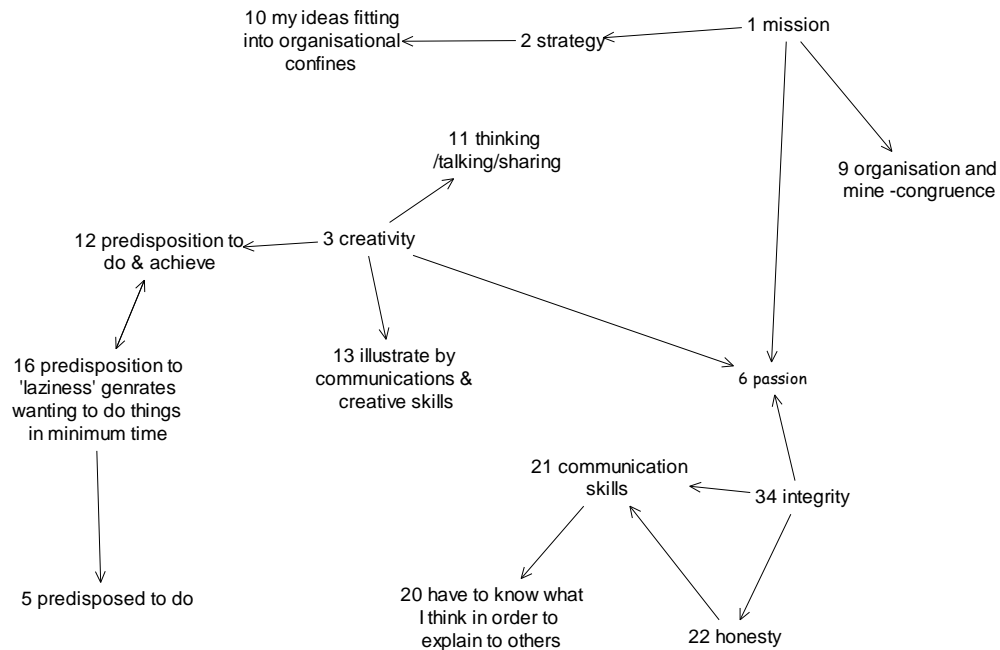 10 my ideas fitting
into organisational
confines
2 strategy
1 mission
11 thinking
/talking/sharing
9 organisation and
mine -congruence
12 predisposition to
do & achieve
3 creativity
16 predisposition to
'laziness' genrates
wanting to do things
in minimum time
13 illustrate by
communications &
creative skills
6 passion
21 communication
skills
34 integrity
5 predisposed to do
20 have to know what
I think in order to
explain to others
22 honesty